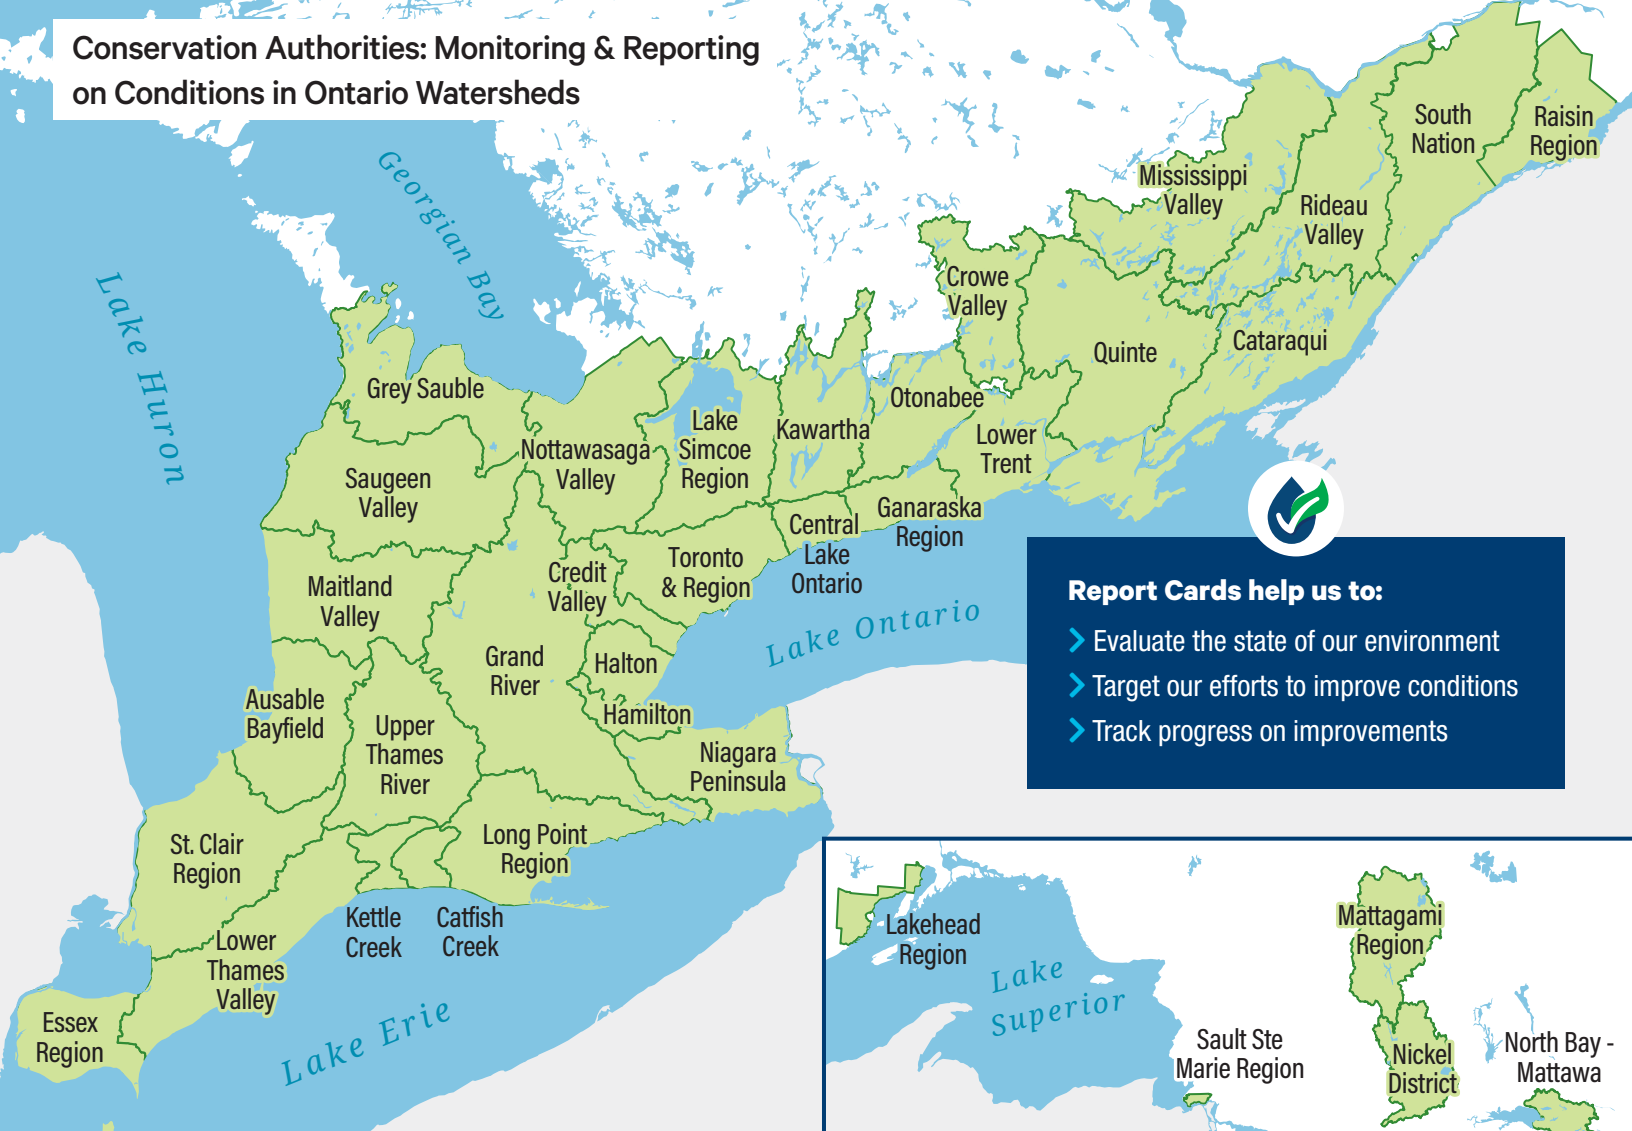 Conservation Authorities: Monitoring & Reporting
on Conditions in Ontario Watersheds
Georgian Bay
Lake Huron
South
Nation
Raisin
Region
Mississippi
Valley
Rideau
Valley
Crowe
Valley
Quinte
Cataraqui
Grey Sauble
Otonabee
Lake
Simcoe
Region
Kawartha
Lower
Trent
Nottawasaga
Valley
Saugeen
Valley
Ganaraska
Region
Central
Lake
Ontario
Toronto
& Region
Credit
Valley
Maitland
Valley
Lake Ontario
Grand
River
Halton
Hamilton
Ausable
Bayfield
Upper
Thames
River
Niagara
Peninsula
Long Point
Region
St. Clair
Region
Kettle
Creek
Catfish
Creek
Lower
Thames
Valley
Essex
Region
Lake Erie
Report Cards help us to:
Evaluate the state of our environment
Target our efforts to improve conditions
Track progress on improvements
Lakehead
Region
Lake
Superior
Mattagami
Region
Sault Ste
Marie Region
Nickel
District
North Bay -
Mattawa